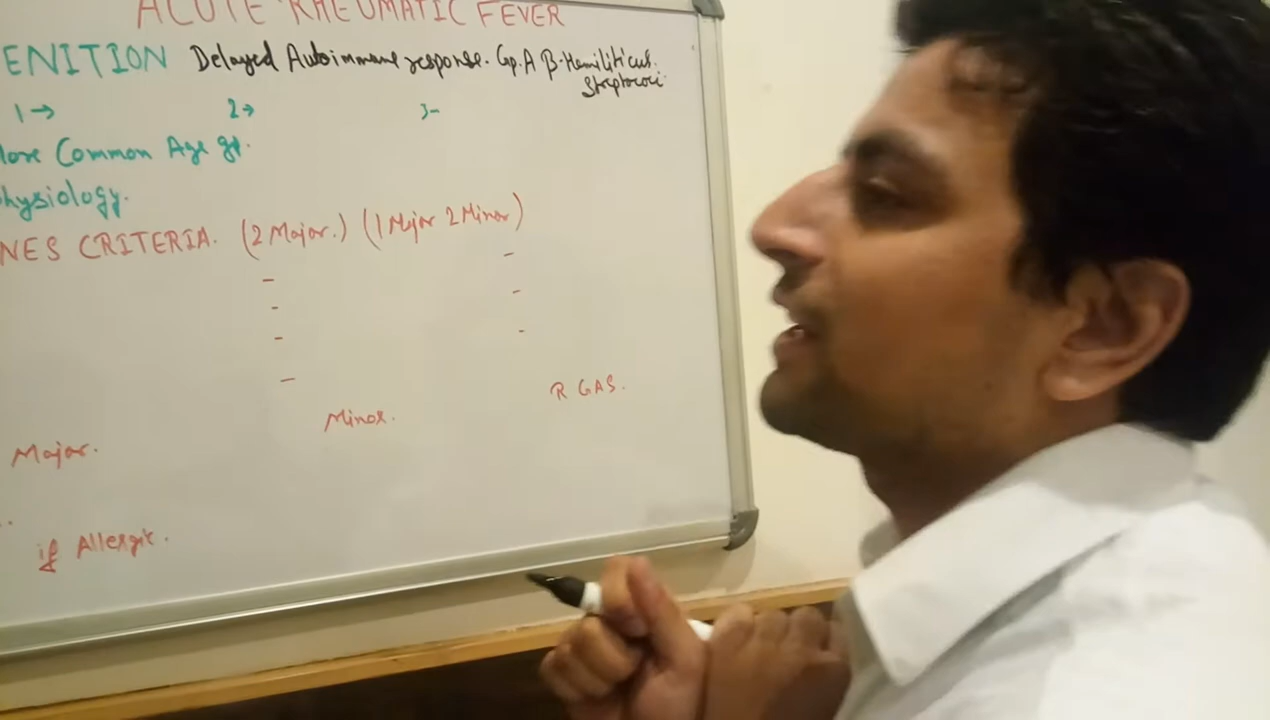 ACUTE RHEUMATIC FEVER
ENITION Delayed Autoimmune response. Gp. A β-Hemiliticus.
Streptococi
1→ 2→ 3-
More Common Age gp.
hysiology.
NES CRITERIA. (2 Major.) (1 Major 2 Minor)
R GAS.
Minor.
Major.
if Allergic.